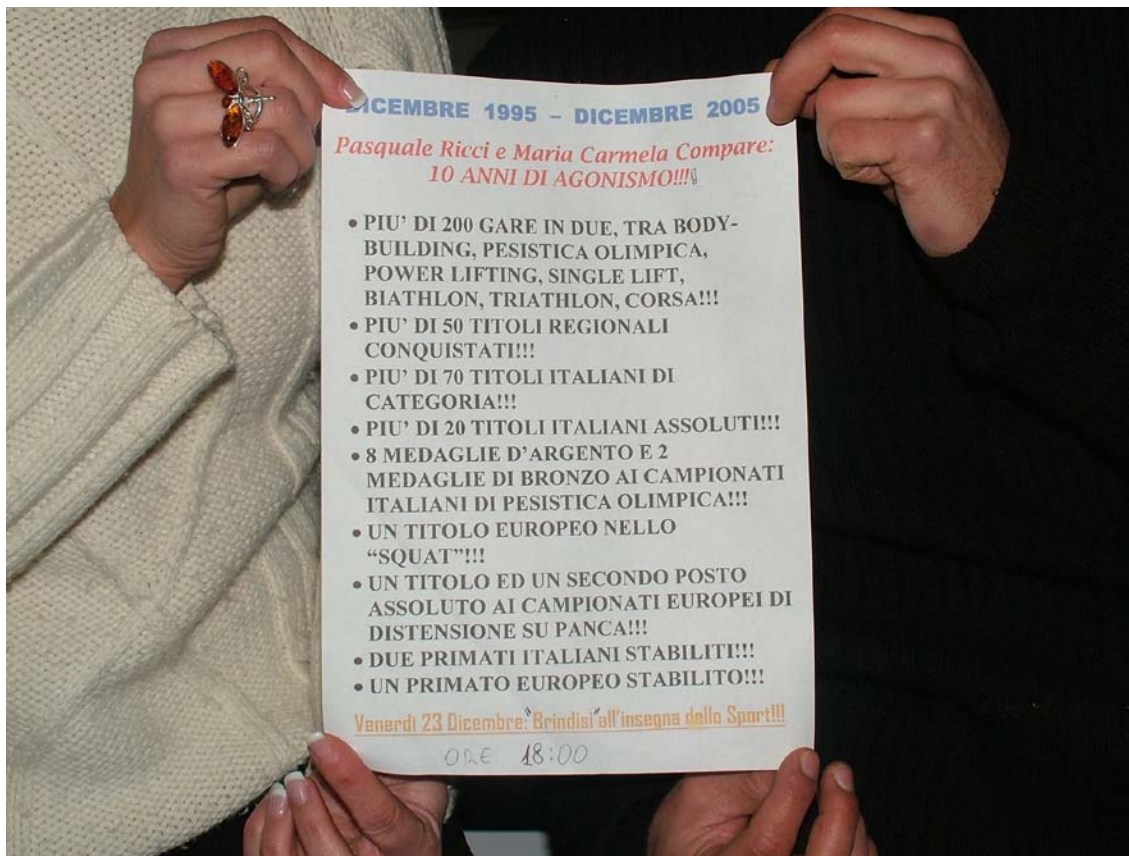 DICEMBRE 1995 – DICEMBRE 2005
Pasquale Ricci e Maria Carmela Compare:
10 ANNI DI AGONISMO!!!
• PIU’ DI 200 GARE IN DUE, TRA BODY-
BUILDING, PESISTICA OLIMPICA,
POWER LIFTING, SINGLE LIFT,
BIATHLON, TRIATHLON, CORSA!!!
• PIU’ DI 50 TITOLI REGIONALI
CONQUISTATI!!!
• PIU’ DI 70 TITOLI ITALIANI DI
CATEGORIA!!!
• PIU’ DI 20 TITOLI ITALIANI ASSOLUTI!!!
• 8 MEDAGLIE D’ARGENTO E 2
MEDAGLIE DI BRONZO AI CAMPIONATI
ITALIANI DI PESISTICA OLIMPICA!!!
• UN TITOLO EUROPEO NELLO
“SQUAT”!!!
• UN TITOLO ED UN SECONDO POSTO
ASSOLUTO AI CAMPIONATI EUROPEI DI
DISTENSIONE SU PANCA!!!
• DUE PRIMATI ITALIANI STABILITI!!!
• UN PRIMATO EUROPEO STABILITO!!!
Venerdì 23 Dicembre: "Brindisi" all’insegna dello Sport!!!
ORE 18:00